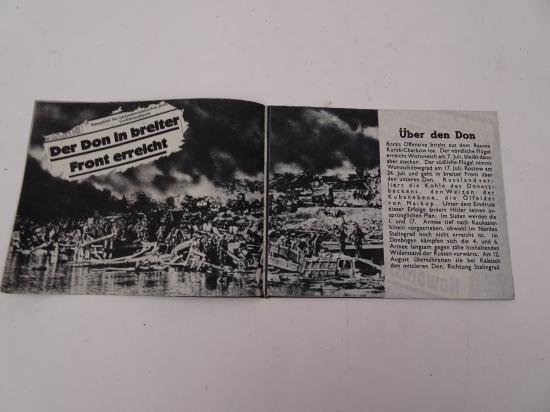 Der Don in breiter
Front erreicht
Über den Don
Bocks Offensive bricht aus dem Raume
Kursk-Charkow los. Der nördliche Flügel
erreicht Woronesch am 7. Juli, bleibt dann
aber stecken. Der südliche Flügel nimmt
Woroschilowgrad am 17. Juli, Rostow am
24. Juli und geht in breiter Front über
den unteren Don. Russland ver-
liert die Kohle des Donetz-
beckens, den Weizen der
Kubanebene, die Ölfelder
von Maikop. Unter dem Eindruck
dieser Erfolge ändert Hitler seinen ur-
sprünglichen Plan. Im Süden werden die
1. und 17. Armee tief nach Kaukasien
hinein vorgetrieben, obwohl im Norden
Stalingrad noch nicht erreicht ist. Im
Donbogen kämpfen sich die 4. und 6.
Armee langsam gegen zähe hinhaltenden
Widerstand der Russen vorwärts. Am 12.
August überschreiten sie bei Kalatsch
den mittleren Don, Richtung Stalingrad.